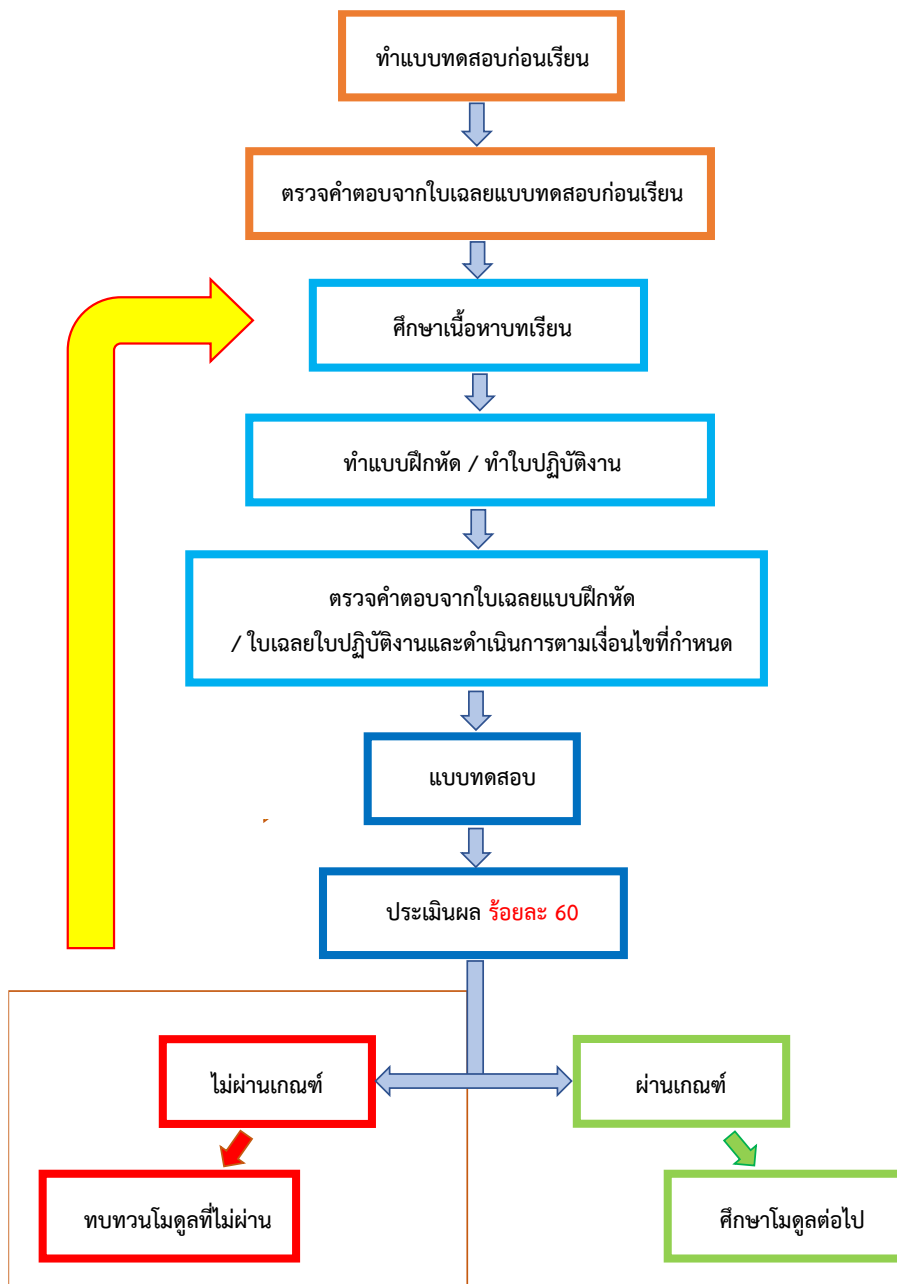 ทำแบบทดสอบก่อนเรียน
ตรวจคำตอบจากใบเฉลยแบบทดสอบก่อนเรียน
ศึกษาเนื้อหาบทเรียน
ทำแบบฝึกหัด / ทำใบปฏิบัติงาน
ตรวจคำตอบจากใบเฉลยแบบฝึกหัด
/ ใบเฉลยใบปฏิบัติงานและดำเนินการตามเงื่อนไขที่กำหนด
แบบทดสอบ
ประเมินผล ร้อยละ 60
ไม่ผ่านเกณฑ์
ผ่านเกณฑ์
ทบทวนโมดูลที่ไม่ผ่าน
ศึกษาโมดูลต่อไป